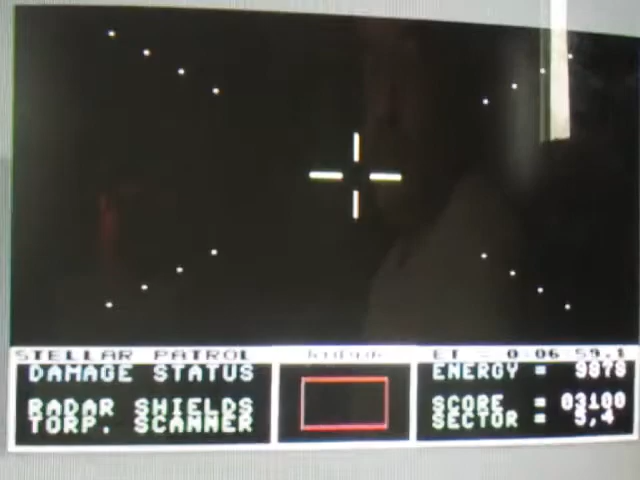 STELLAR PATROL
ET = 0:06:59.1
DAMAGE STATUS
ENERGY = 9878
RADAR SHIELDS
TORP. SCANNER
SCORE = 03100
SECTOR = 5,4